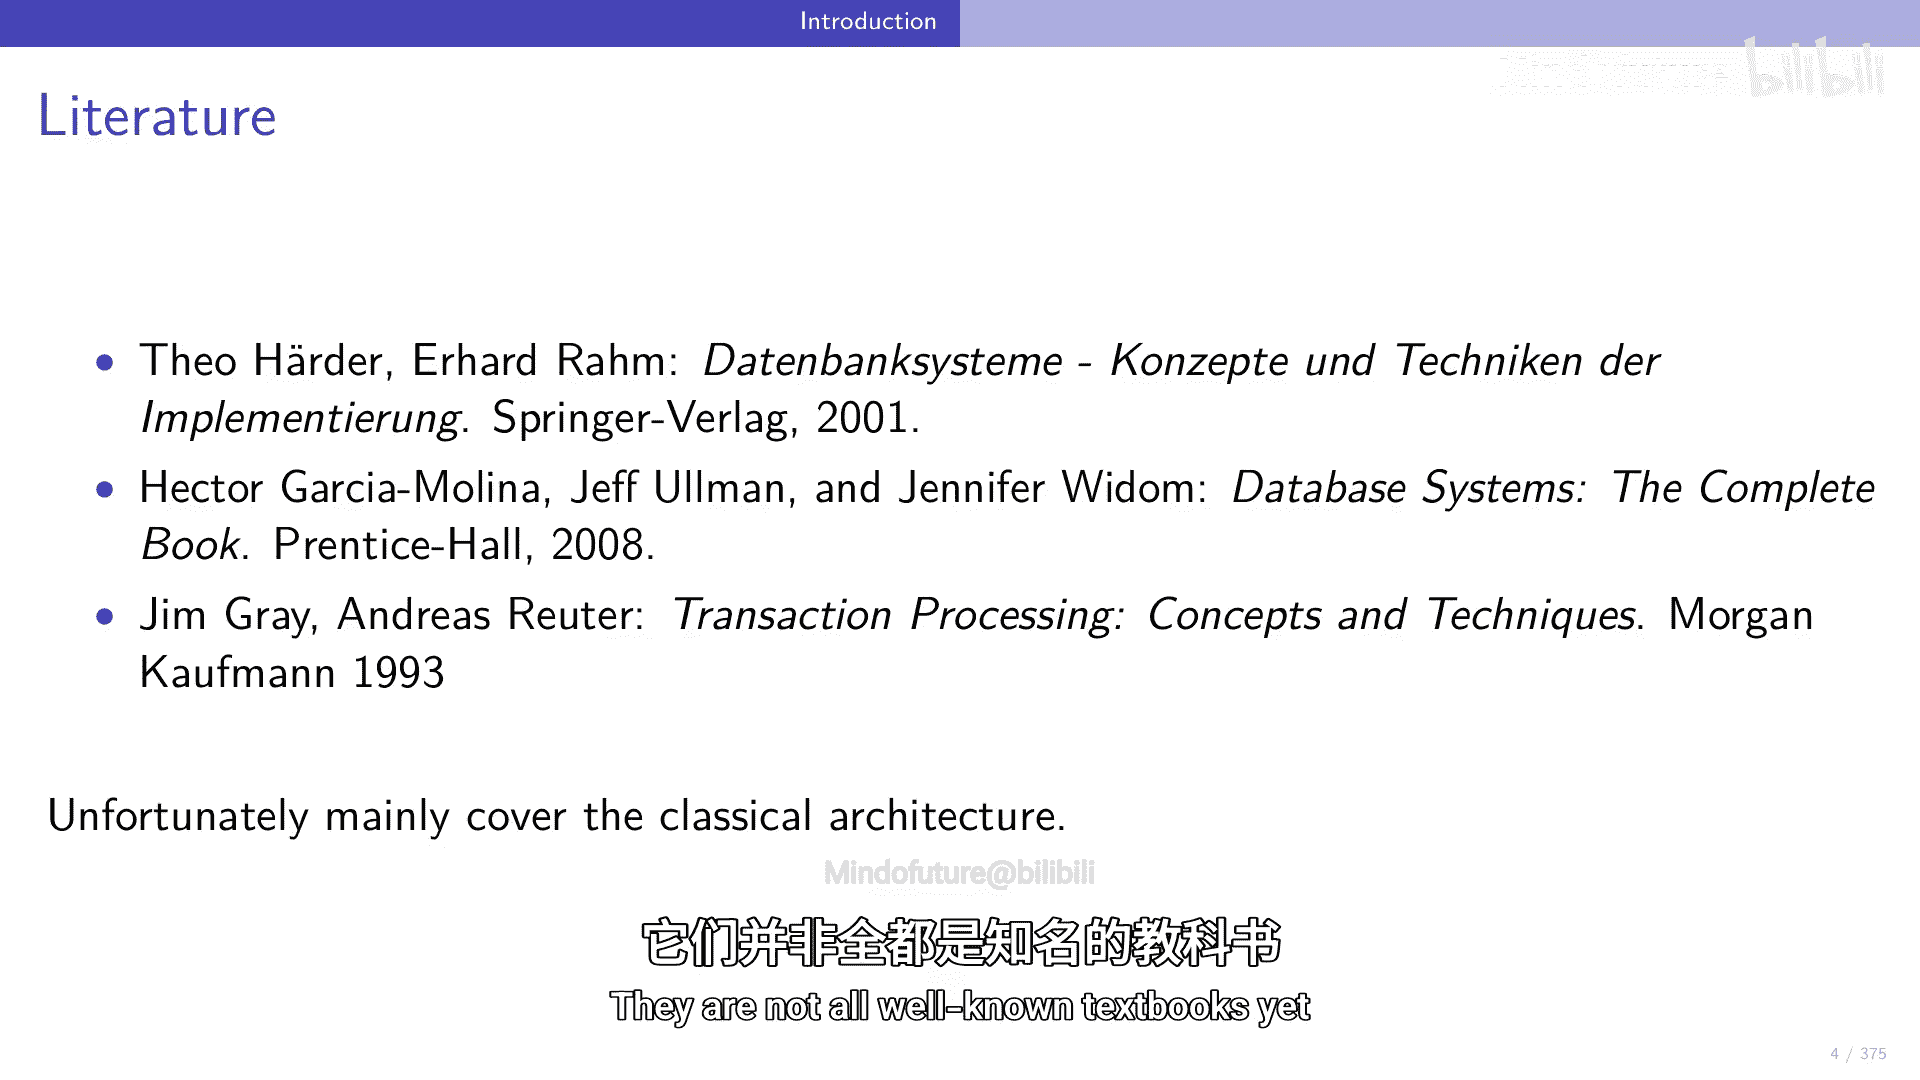 Introduction
bilibili
Literature
• Theo Härder, Erhard Rahm: Datenbanksysteme - Konzepte und Techniken der
Implementierung. Springer-Verlag, 2001.
• Hector Garcia-Molina, Jeff Ullman, and Jennifer Widom: Database Systems: The Complete
Book. Prentice-Hall, 2008.
• Jim Gray, Andreas Reuter: Transaction Processing: Concepts and Techniques. Morgan
Kaufmann 1993
Unfortunately mainly cover the classical architecture.
Mindofuture@bilibili
它们并非全都是知名的教科书
They are not all well-known textbooks yet
4 / 375